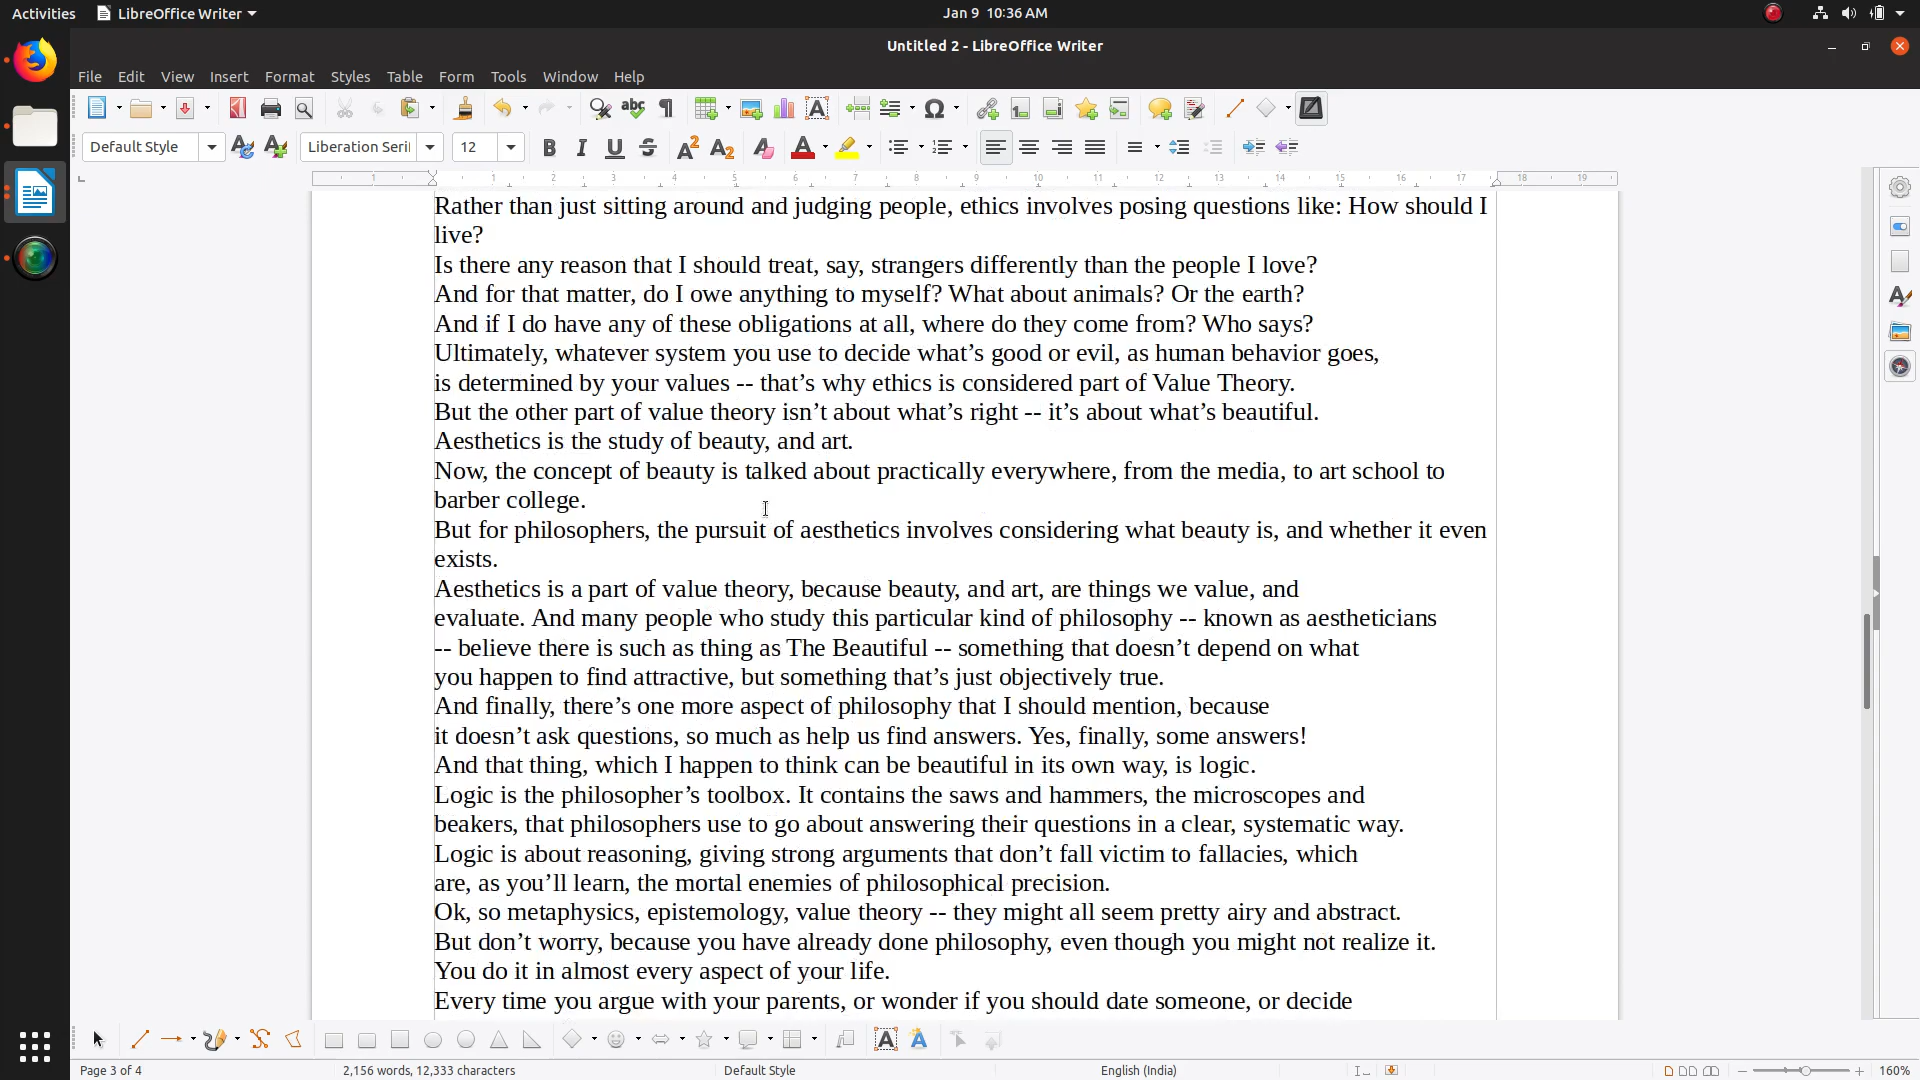 Activities LibreOffice Writer Jan 9 10:36 AM
Untitled 2 - LibreOffice Writer
File Edit View Insert Format Styles Table Form Tools Window Help
Default Style Liberation Seri 12
1 1 2 3 4 5 6 7 8 9 10 11 12 13 14 15 16 17 18 19
Rather than just sitting around and judging people, ethics involves posing questions like: How should I
live?
Is there any reason that I should treat, say, strangers differently than the people I love?
And for that matter, do I owe anything to myself? What about animals? Or the earth?
And if I do have any of these obligations at all, where do they come from? Who says?
Ultimately, whatever system you use to decide what’s good or evil, as human behavior goes,
is determined by your values -- that’s why ethics is considered part of Value Theory.
But the other part of value theory isn’t about what’s right -- it’s about what’s beautiful.
Aesthetics is the study of beauty, and art.
Now, the concept of beauty is talked about practically everywhere, from the media, to art school to
barber college.
But for philosophers, the pursuit of aesthetics involves considering what beauty is, and whether it even
exists.
Aesthetics is a part of value theory, because beauty, and art, are things we value, and
evaluate. And many people who study this particular kind of philosophy -- known as aestheticians
-- believe there is such as thing as The Beautiful -- something that doesn’t depend on what
you happen to find attractive, but something that’s just objectively true.
And finally, there’s one more aspect of philosophy that I should mention, because
it doesn’t ask questions, so much as help us find answers. Yes, finally, some answers!
And that thing, which I happen to think can be beautiful in its own way, is logic.
Logic is the philosopher’s toolbox. It contains the saws and hammers, the microscopes and
beakers, that philosophers use to go about answering their questions in a clear, systematic way.
Logic is about reasoning, giving strong arguments that don’t fall victim to fallacies, which
are, as you’ll learn, the mortal enemies of philosophical precision.
Ok, so metaphysics, epistemology, value theory -- they might all seem pretty airy and abstract.
But don’t worry, because you have already done philosophy, even though you might not realize it.
You do it in almost every aspect of your life.
Every time you argue with your parents, or wonder if you should date someone, or decide
Page 3 of 4 2,156 words, 12,333 characters Default Style English (India) 160%